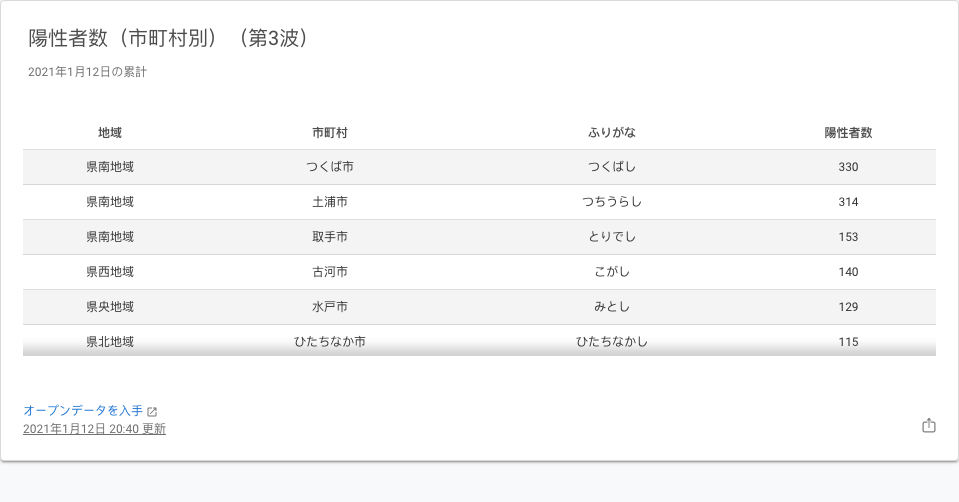 陽性者数（市町村別）（第3波）
2021年1月12日の累計
地域 市町村 ふりがな 陽性者数
県南地域 つくば市 つくばし 330
県南地域 土浦市 つちうらし 314
県南地域 取手市 とりでし 153
県西地域 古河市 こがし 140
県央地域 水戸市 みとし 129
県北地域 ひたちなか市 ひたちなかし 115
オープンデータを入手
2021年1月12日 20:40 更新